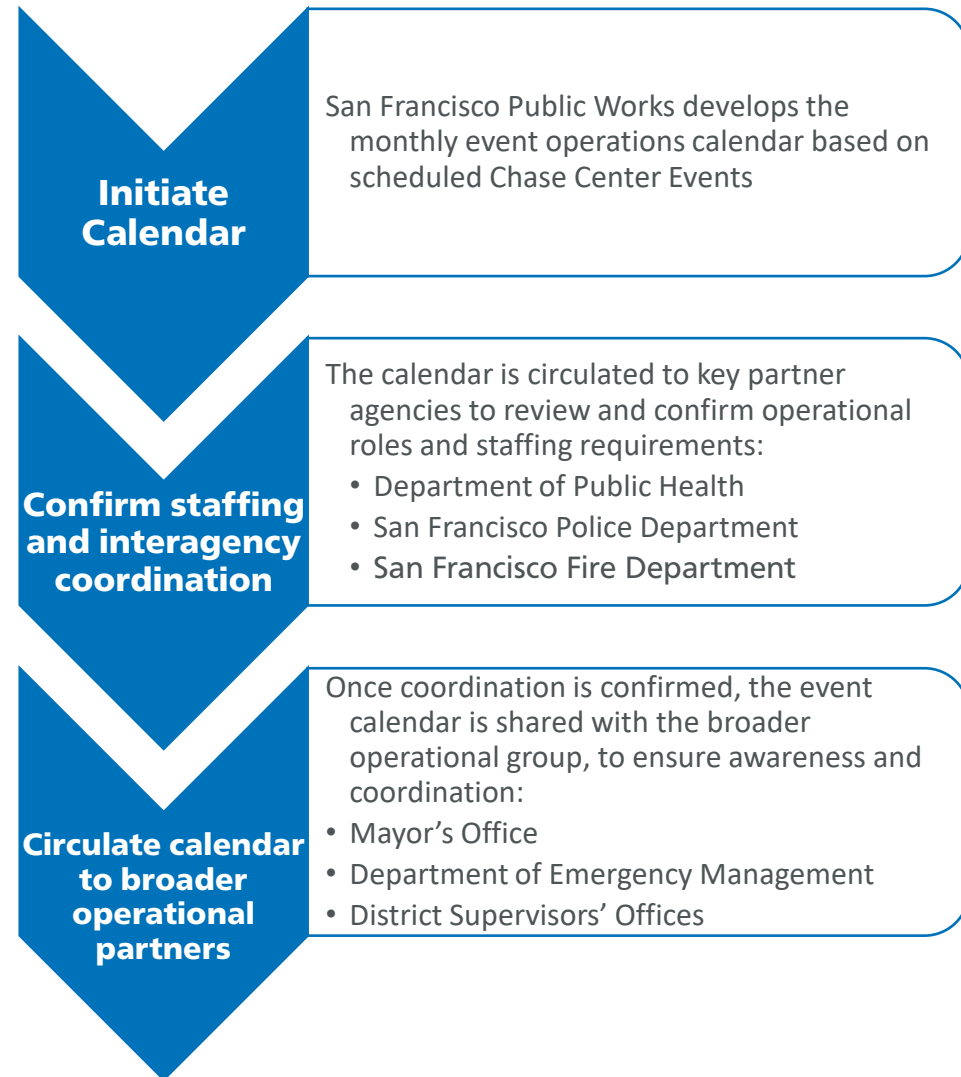 Initiate
Calendar
San Francisco Public Works develops the
monthly event operations calendar based on
scheduled Chase Center Events
Confirm staffing
and interagency
coordination
The calendar is circulated to key partner
agencies to review and confirm operational
roles and staffing requirements:
• Department of Public Health
• San Francisco Police Department
• San Francisco Fire Department
Circulate calendar
to broader
operational
partners
Once coordination is confirmed, the event
calendar is shared with the broader
operational group, to ensure awareness and
coordination:
• Mayor’s Office
• Department of Emergency Management
• District Supervisors’ Offices